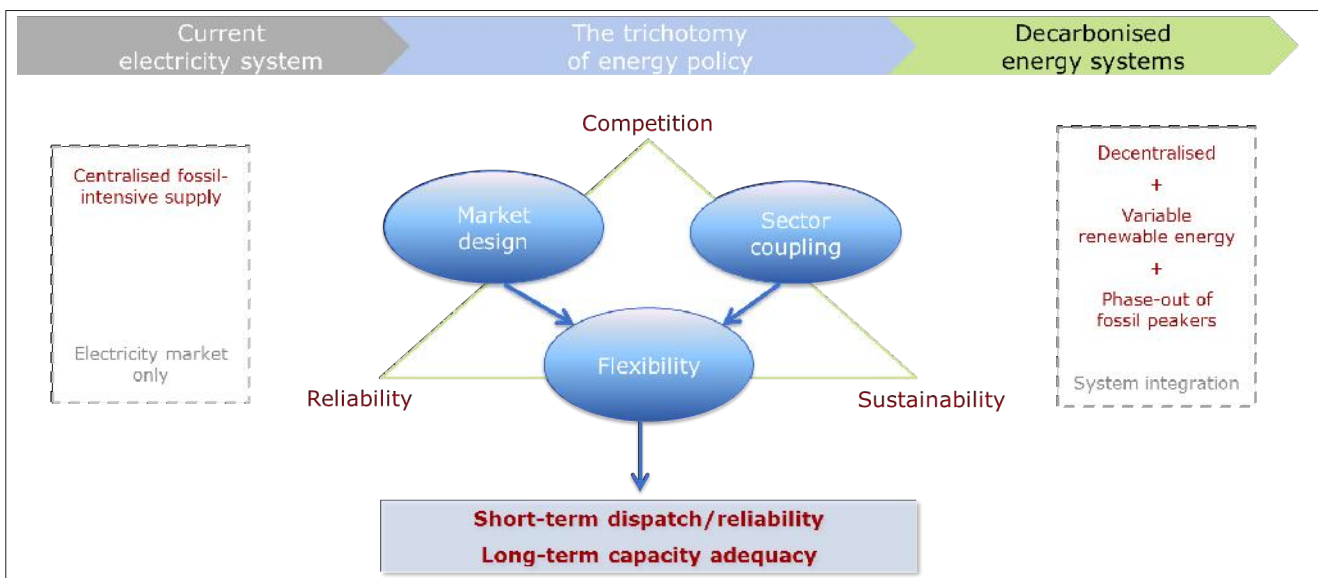 Current
electricity system
The trichotomy
of energy policy
Decarbonised
energy systems
Centralised fossil-
intensive supply
Electricity market
only
Competition
Market
design
Sector
coupling
Flexibility
Reliability
Sustainability
Short-term dispatch/reliability
Long-term capacity adequacy
Decentralised
+
Variable
renewable energy
+
Phase-out of
fossil peakers
System integration